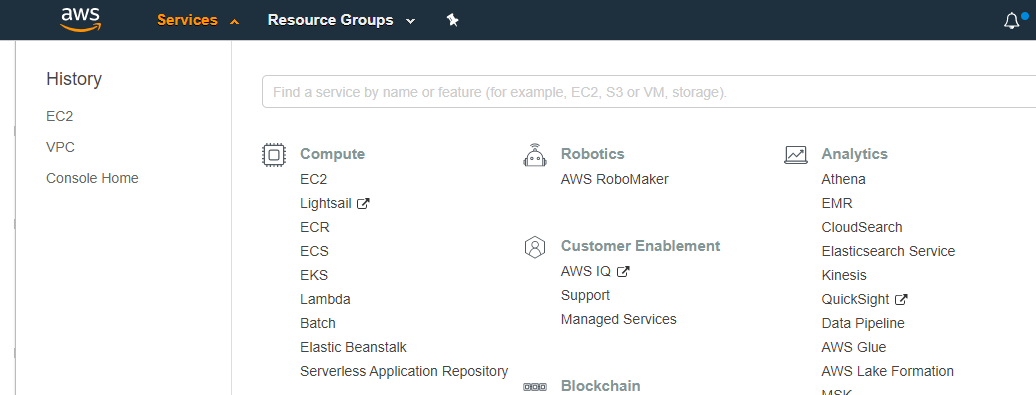 aws
Services
Resource Groups
History
EC2
VPC
Console Home
Find a service by name or feature (for example, EC2, S3 or VM, storage).
Compute
EC2
Lightsail
ECR
ECS
EKS
Lambda
Batch
Elastic Beanstalk
Serverless Application Repository
Robotics
AWS RoboMaker
Customer Enablement
AWS IQ
Support
Managed Services
Blockchain
Analytics
Athena
EMR
CloudSearch
Elasticsearch Service
Kinesis
QuickSight
Data Pipeline
AWS Glue
AWS Lake Formation
MSK